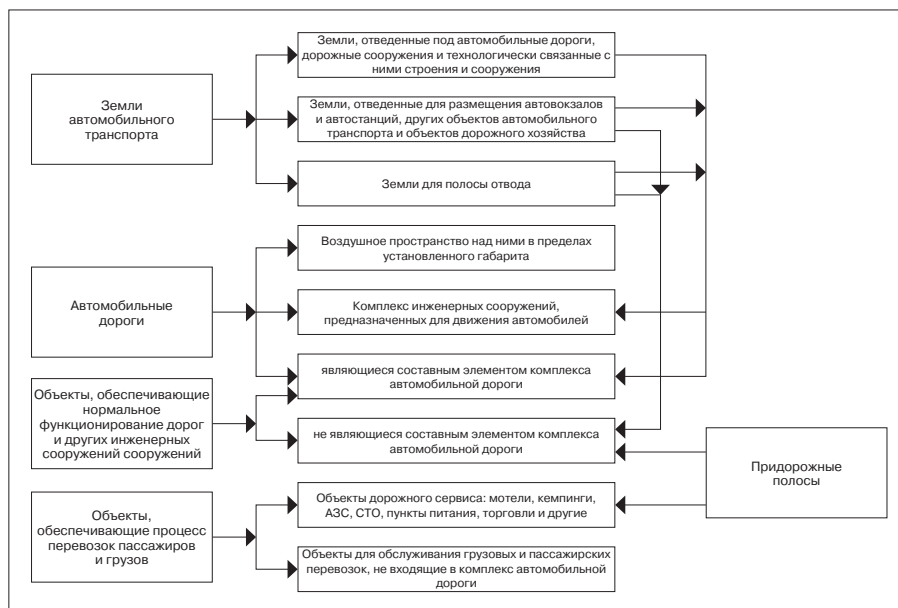 Земли, отведенные под автомобильные дороги,
дорожные сооружения и технологически связанные с
ними строения и сооружения
Земли
автомобильного
транспорта
Земли, отведенные для размещения автовокзалов
и автостанций, других объектов автомобильного
транспорта и объектов дорожного хозяйства
Земли для полосы отвода
Воздушное пространство над ними в пределах
установленного габарита
Автомобильные
дороги
Комплекс инженерных сооружений,
предназначенных для движения автомобилей
являющиеся составным элементом комплекса
автомобильной дороги
Объекты, обеспечивающие
нормальное
функционирование дорог
и других инженерных
сооружений сооружений
не являющиеся составным элементом комплекса
автомобильной дороги
Придорожные
полосы
Объекты,
обеспечивающие процесс
перевозок пассажиров
и грузов
Объекты дорожного сервиса: мотели, кемпинги,
АЗС, СТО, пункты питания, торговли и другие
Объекты для обслуживания грузовых и пассажирских
перевозок, не входящие в комплекс автомобильной
дороги